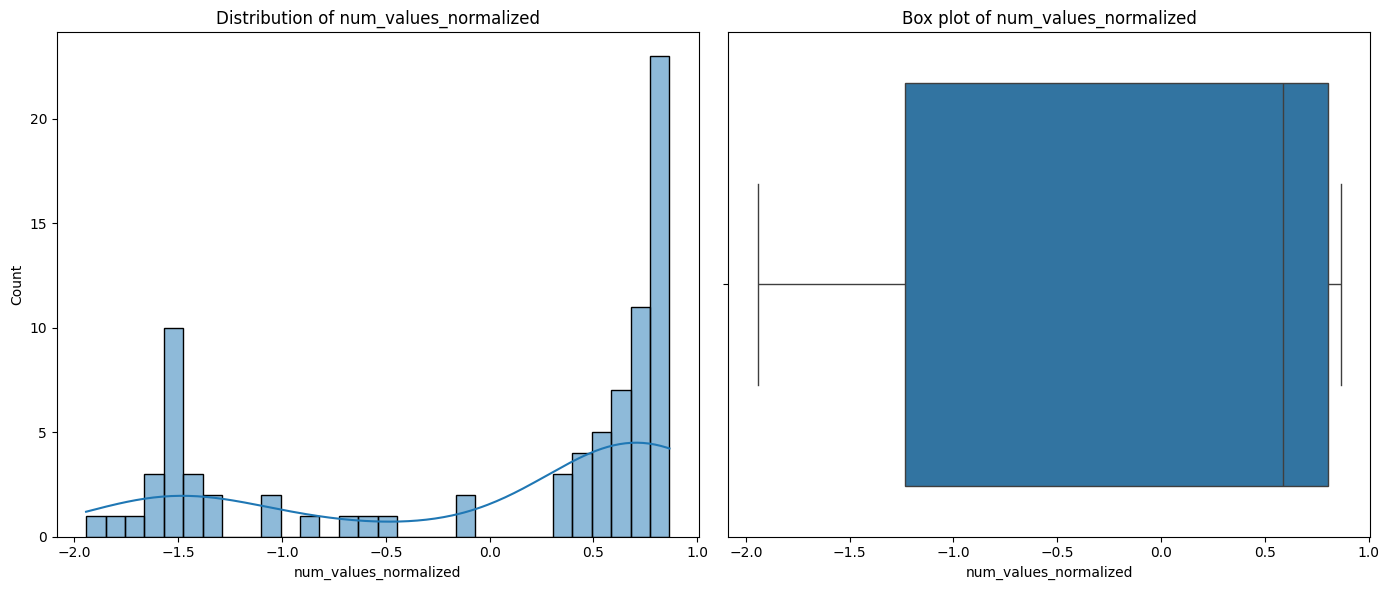 Distribution of num_values_normalized
Count
20
15
10
5
0
−2.0 −1.5 −1.0 −0.5 0.0 0.5 1.0
num_values_normalized
Box plot of num_values_normalized
−2.0 −1.5 −1.0 −0.5 0.0 0.5 1.0
num_values_normalized